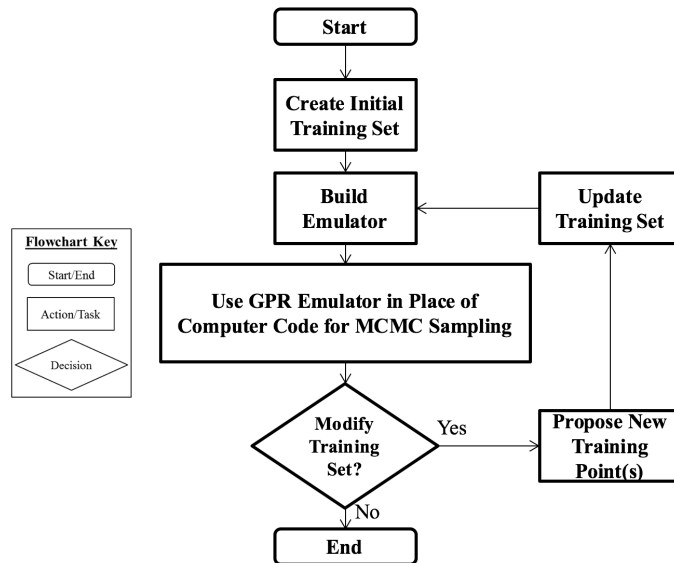 Start
Create Initial
Training Set
Build
Emulator
Update
Training Set
Flowchart Key
Start/End
Action/Task
Decision
Use GPR Emulator in Place of
Computer Code for MCMC Sampling
Modify
Training
Set?
Yes
Propose New
Training
Point(s)
No
End